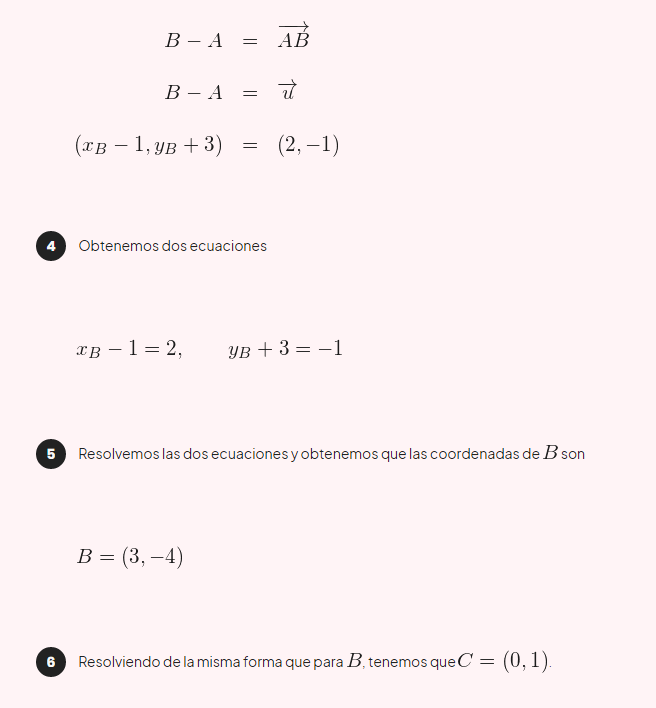 B − A = \overrightarrow{AB}
B − A = \overrightarrow{u}
(x_B − 1, y_B + 3) = (2, −1)
4 Obtenemos dos ecuaciones
x_B − 1 = 2, y_B + 3 = −1
5 Resolvemos las dos ecuaciones y obtenemos que las coordenadas de B son
B = (3, −4)
6 Resolviendo de la misma forma que para B, tenemos que C = (0, 1).